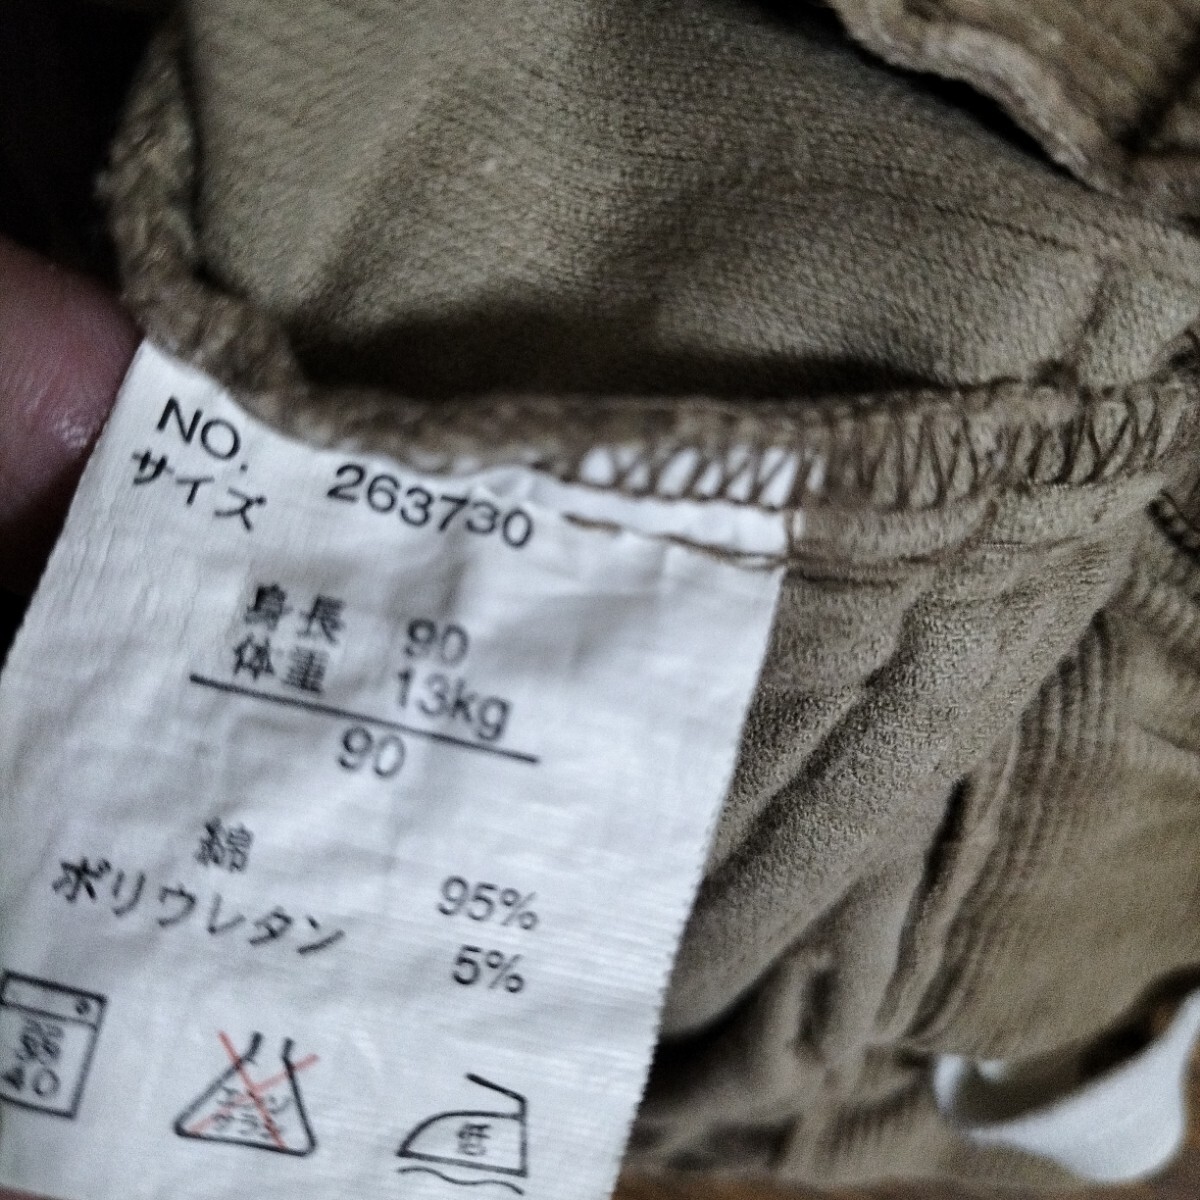 NO. 263730
サイズ
身長 90
体重 13kg
90
綿 95%
ポリウレタン 5%
40
低